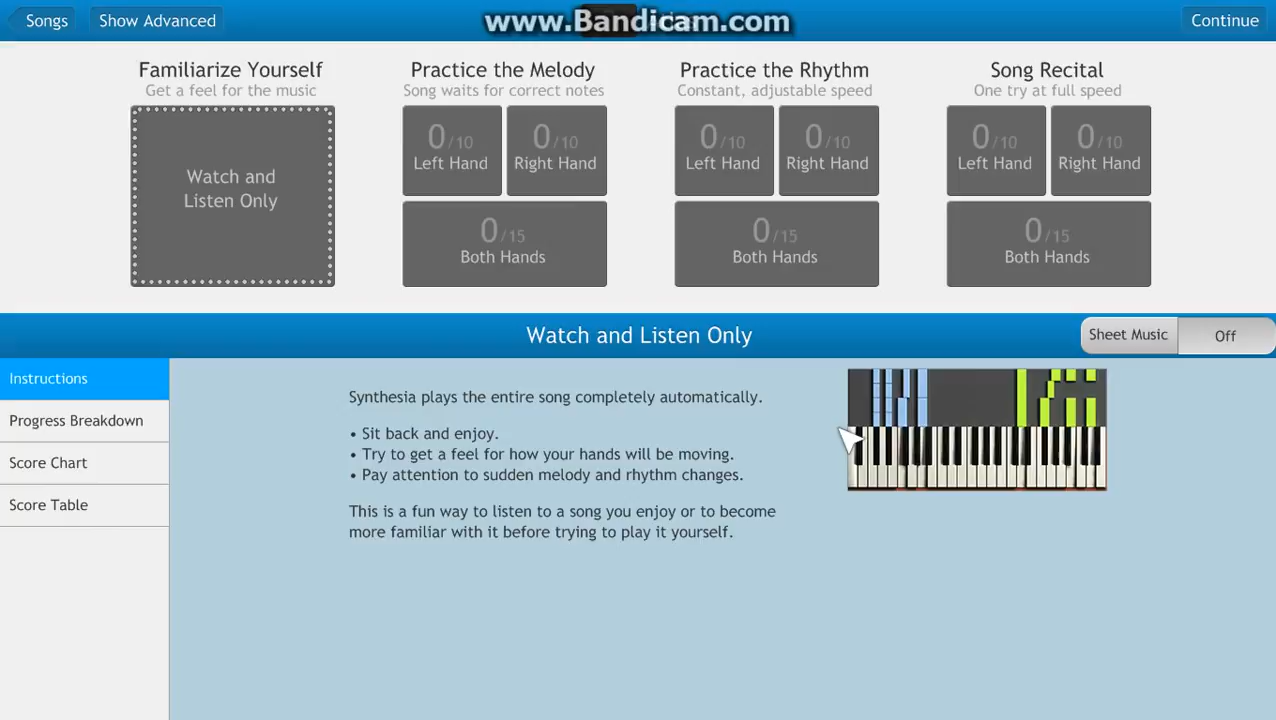 Songs
Show Advanced
www.Bandicam.com
Continue
Familiarize Yourself
Get a feel for the music
Watch and
Listen Only
Practice the Melody
Song waits for correct notes
0/10
Left Hand
0/10
Right Hand
0/15
Both Hands
Practice the Rhythm
Constant, adjustable speed
0/10
Left Hand
0/10
Right Hand
0/15
Both Hands
Song Recital
One try at full speed
0/10
Left Hand
0/10
Right Hand
0/15
Both Hands
Watch and Listen Only
Sheet Music
Off
Instructions
Progress Breakdown
Score Chart
Score Table
Synthesia plays the entire song completely automatically.
• Sit back and enjoy.
• Try to get a feel for how your hands will be moving.
• Pay attention to sudden melody and rhythm changes.
This is a fun way to listen to a song you enjoy or to become
more familiar with it before trying to play it yourself.